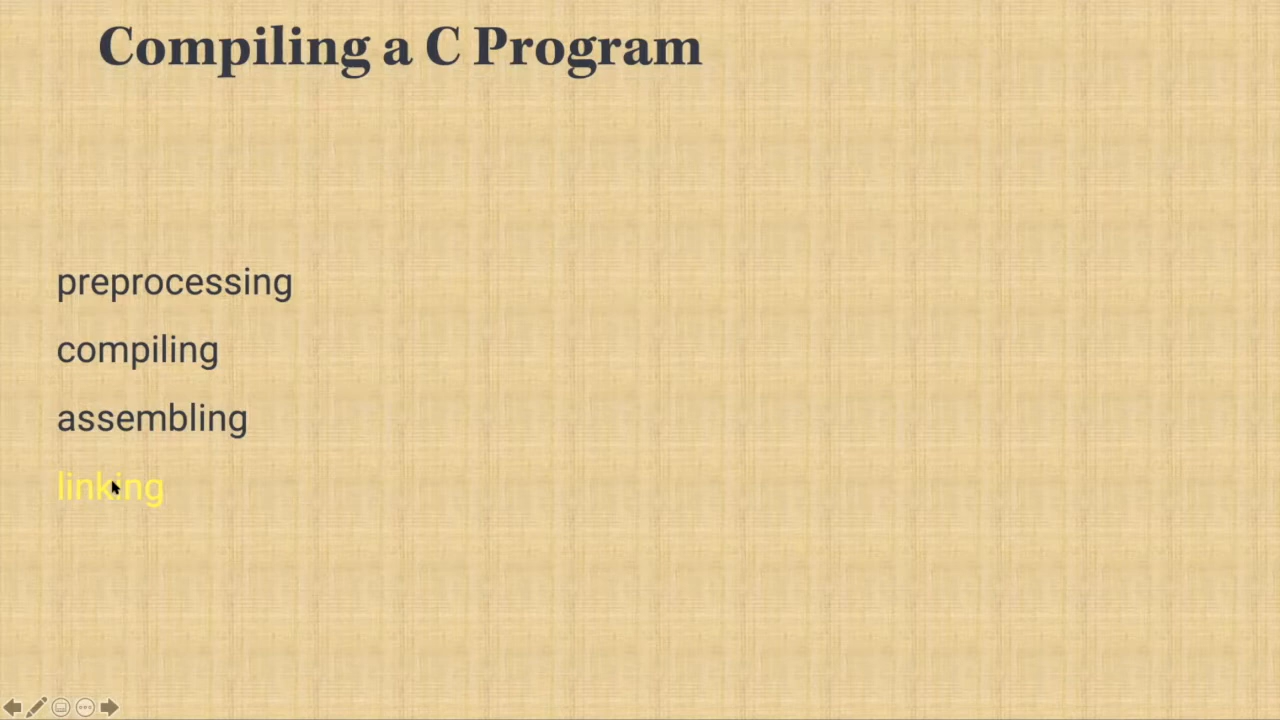 Compiling a C Program
preprocessing
compiling
assembling
linking